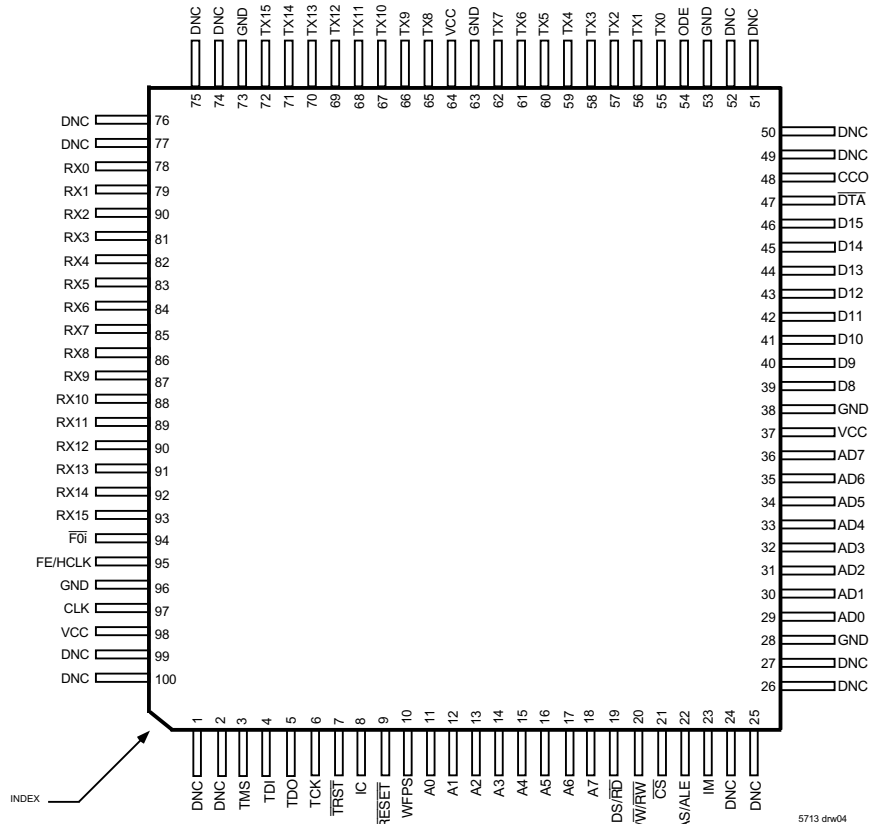 DNC DNC GND TX15 TX14 TX13 TX12 TX11 TX10 TX9 TX8 VCC GND TX7 TX6 TX5 TX4 TX3 TX2 TX1 TX0 ODE GND DNC DNC
75 74 73 72 71 70 69 68 67 66 65 64 63 62 61 60 59 58 57 56 55 54 53 52 51
DNC 76
DNC 77
RX0 78
RX1 79
RX2 90
RX3 81
RX4 82
RX5 83
RX6 84
RX7 85
RX8 86
RX9 87
RX10 88
RX11 89
RX12 90
RX13 91
RX14 92
RX15 93
F0i 94
FE/HCLK 95
GND 96
CLK 97
VCC 98
DNC 99
DNC 100
50 DNC
49 DNC
48 CCO
47 DTA
46 D15
45 D14
44 D13
43 D12
42 D11
41 D10
40 D9
39 D8
38 GND
37 VCC
36 AD7
35 AD6
34 AD5
33 AD4
32 AD3
31 AD2
30 AD1
29 AD0
28 GND
27 DNC
26 DNC
1 2 3 4 5 6 7 8 9 10 11 12 13 14 15 16 17 18 19 20 21 22 23 24 25
DNC DNC TMS TDI TDO TCK TRST IC RESET WFPS A0 A1 A2 A3 A4 A5 A6 A7 DS/RD /W/RW CS AS/ALE IM DNC DNC
INDEX
5713 drw04